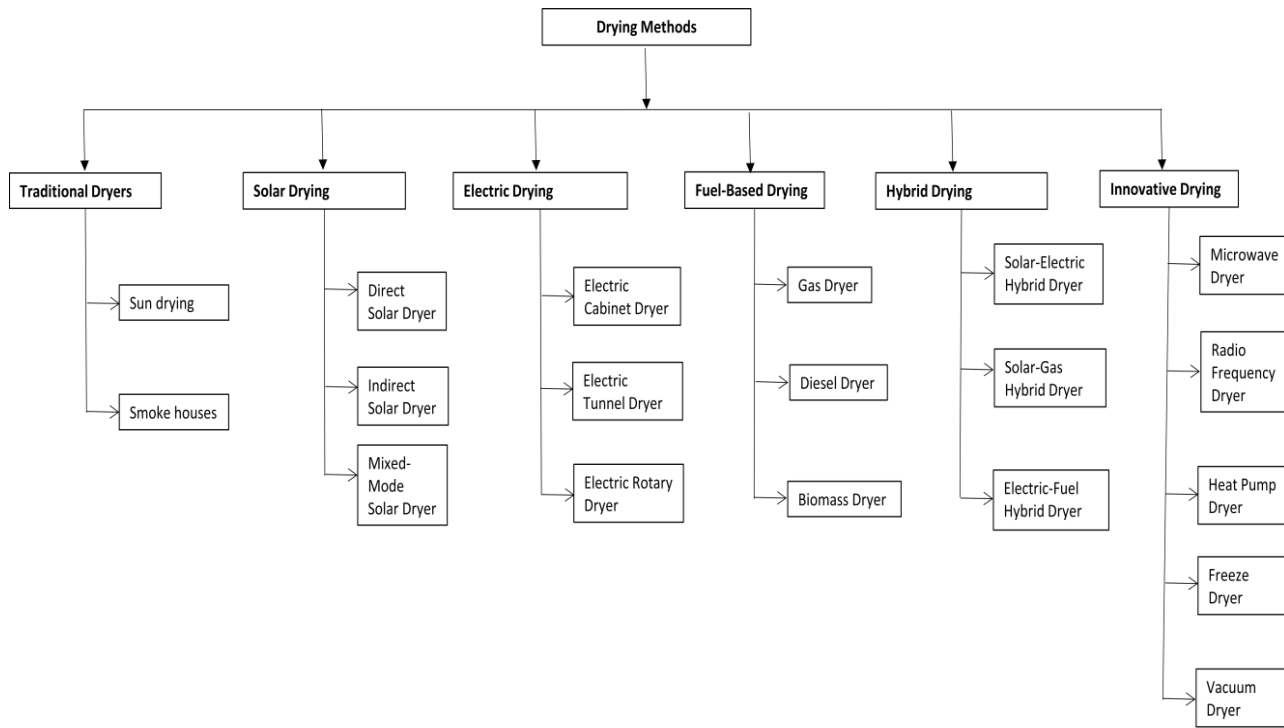 Drying Methods
Traditional Dryers
Solar Drying
Electric Drying
Fuel-Based Drying
Hybrid Drying
Innovative Drying
Sun drying
Smoke houses
Direct
Solar Dryer
Indirect
Solar Dryer
Mixed-
Mode
Solar Dryer
Electric
Cabinet Dryer
Electric
Tunnel Dryer
Electric Rotary
Dryer
Gas Dryer
Diesel Dryer
Biomass Dryer
Solar-Electric
Hybrid Dryer
Solar-Gas
Hybrid Dryer
Electric-Fuel
Hybrid Dryer
Microwave
Dryer
Radio
Frequency
Dryer
Heat Pump
Dryer
Freeze
Dryer
Vacuum
Dryer